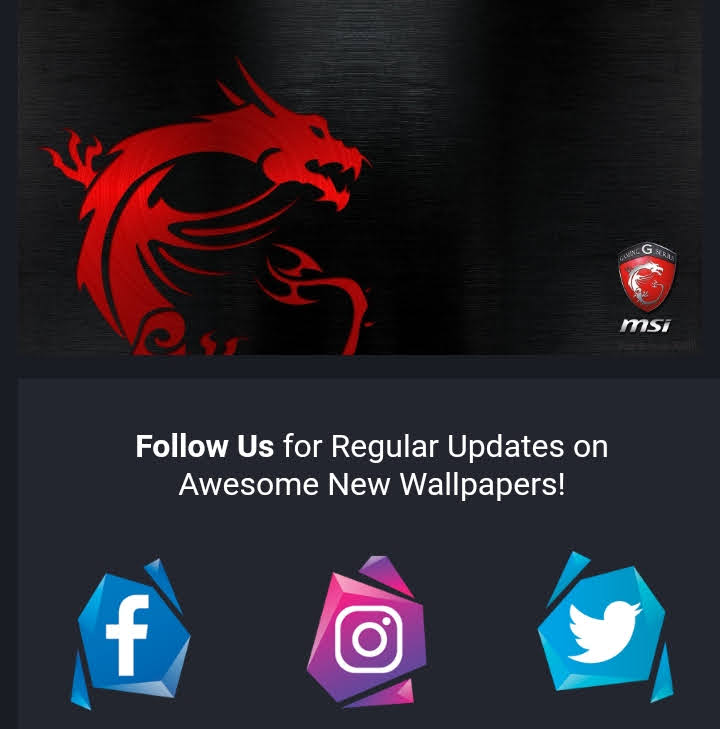 GAMING G SERIES
msi
Follow Us for Regular Updates on
Awesome New Wallpapers!